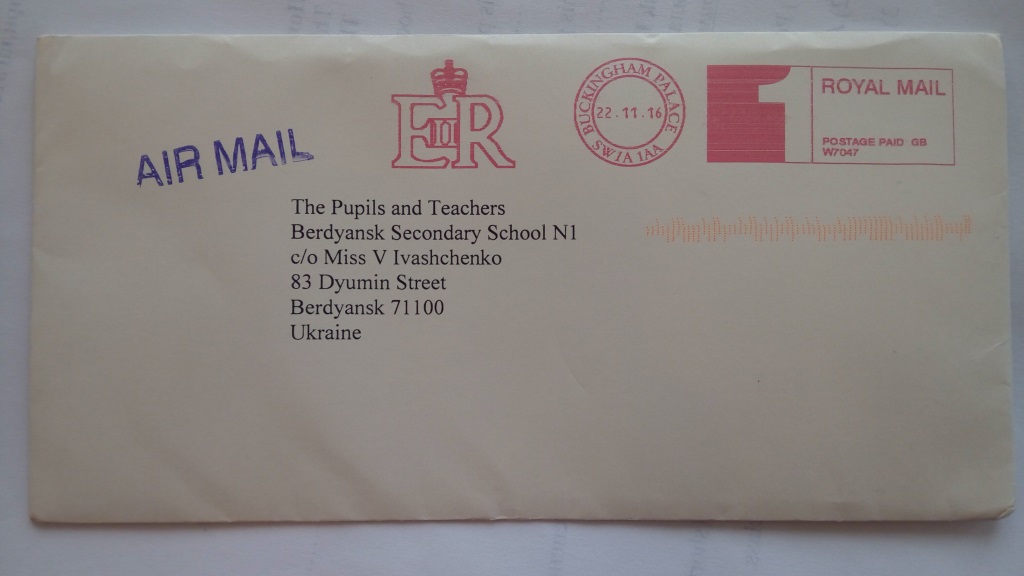 AIR MAIL
EIIR
BUCKINGHAM PALACE
22.11.16
SW1A 1AA
1
ROYAL MAIL
POSTAGE PAID GB
W7047
The Pupils and Teachers
Berdyansk Secondary School N1
c/o Miss V Ivashchenko
83 Dyumin Street
Berdyansk 71100
Ukraine